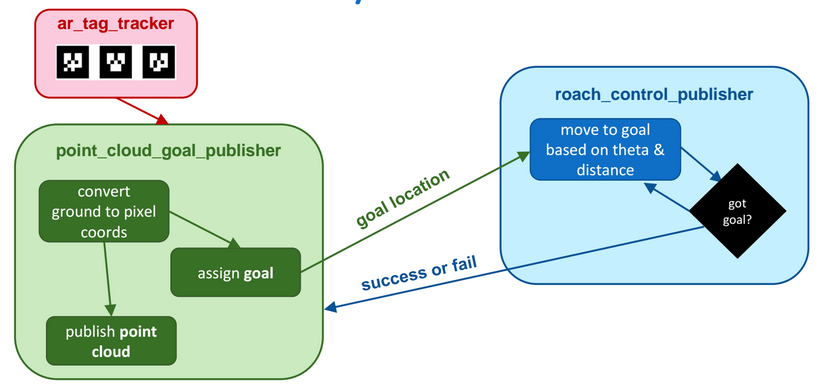 ar_tag_tracker
point_cloud_goal_publisher
convert
ground to pixel
coords
assign goal
publish point
cloud
goal location
success or fail
roach_control_publisher
move to goal
based on theta &
distance
got
goal?